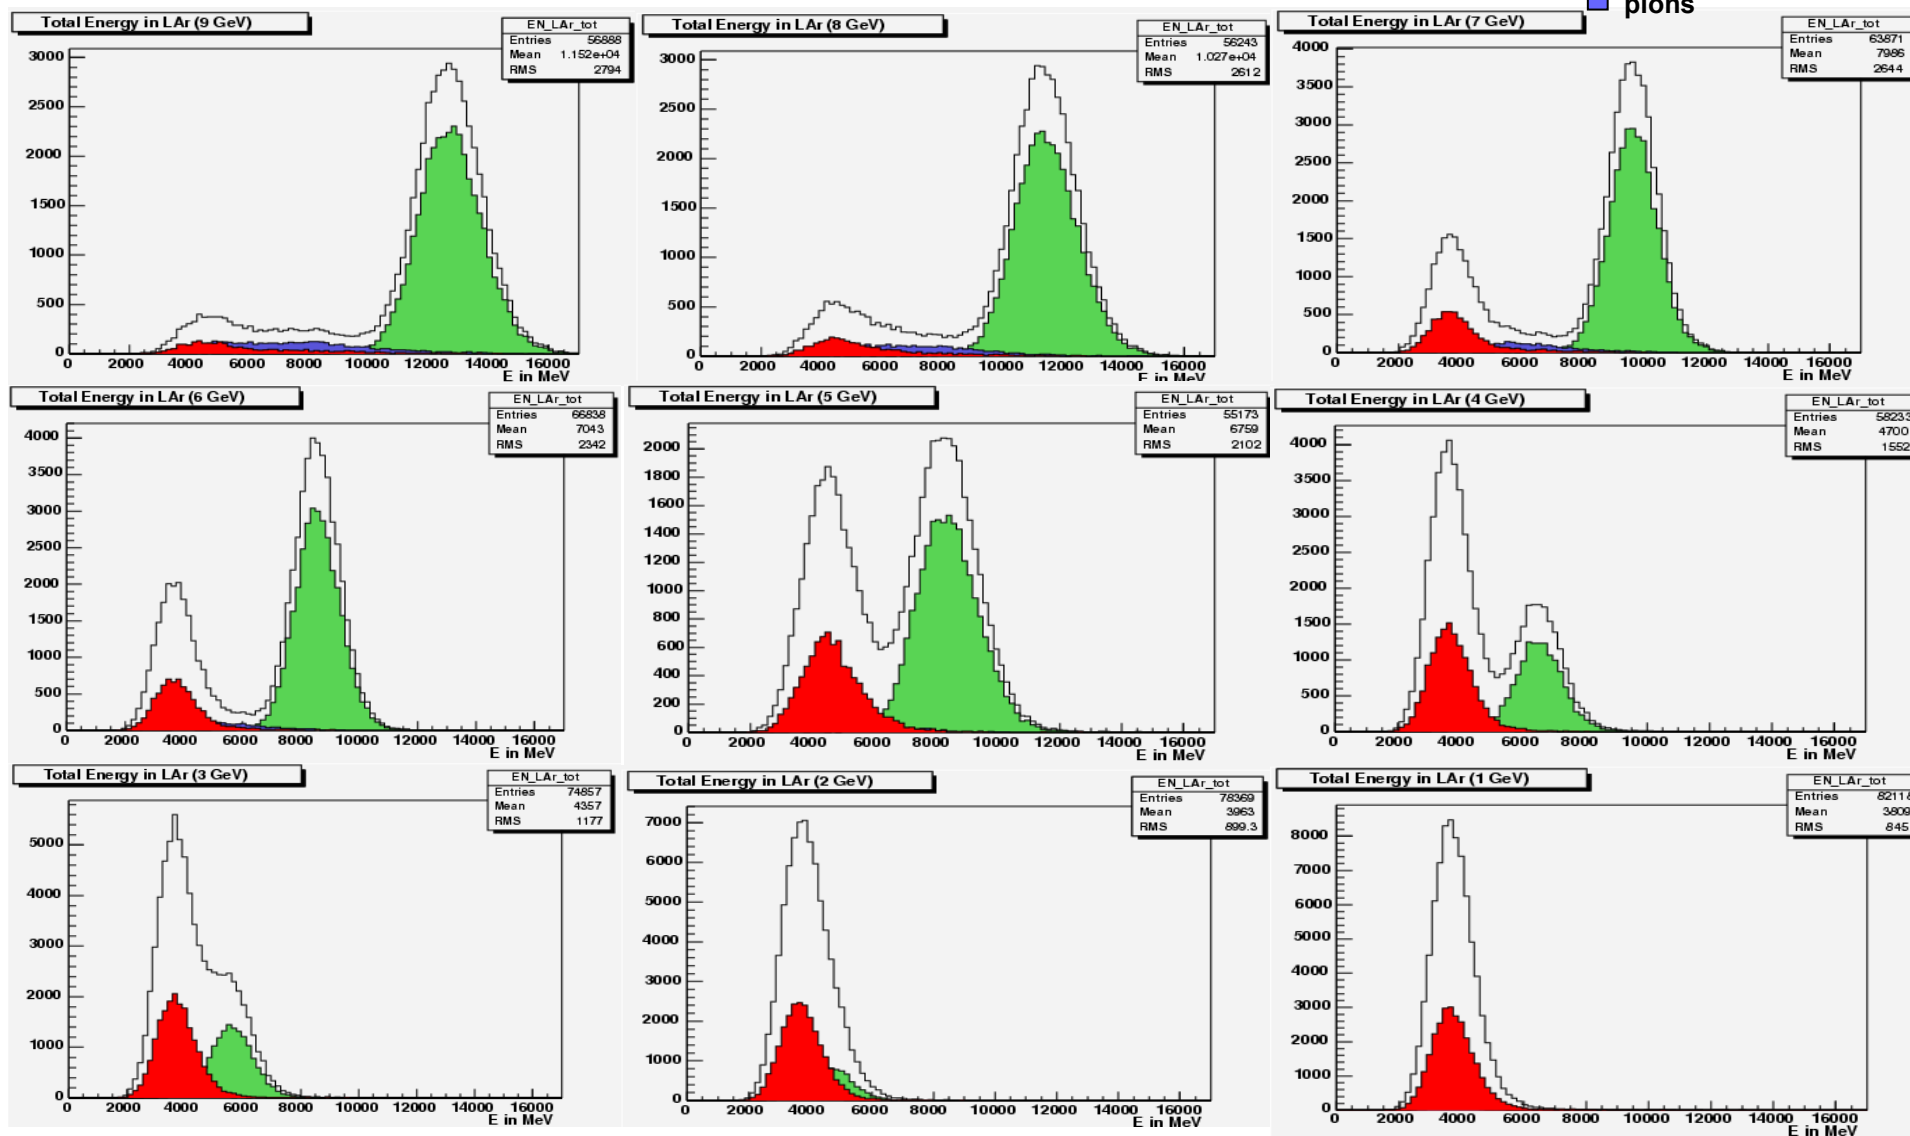 pions
Total Energy in LAr (9 GeV)
EN_LAr_tot
Entries 56888
Mean 1.152e+04
RMS 2794
3000
2500
2000
1500
1000
500
0
0 2000 4000 6000 8000 10000 12000 14000 16000
E in MeV
Total Energy in LAr (8 GeV)
EN_LAr_tot
Entries 56243
Mean 1.027e+04
RMS 2612
3000
2500
2000
1500
1000
500
0
0 2000 4000 6000 8000 10000 12000 14000 16000
E in MeV
Total Energy in LAr (7 GeV)
EN_LAr_tot
Entries 63871
Mean 7986
RMS 2644
4000
3500
3000
2500
2000
1500
1000
500
0
0 2000 4000 6000 8000 10000 12000 14000 16000
E in MeV
Total Energy in LAr (6 GeV)
EN_LAr_tot
Entries 66838
Mean 7043
RMS 2342
4000
3500
3000
2500
2000
1500
1000
500
0
0 2000 4000 6000 8000 10000 12000 14000 16000
E in MeV
Total Energy in LAr (5 GeV)
EN_LAr_tot
Entries 55173
Mean 6759
RMS 2102
2000
1800
1600
1400
1200
1000
800
600
400
200
0
0 2000 4000 6000 8000 10000 12000 14000 16000
E in MeV
Total Energy in LAr (4 GeV)
EN_LAr_tot
Entries 58233
Mean 4700
RMS 1552
4000
3500
3000
2500
2000
1500
1000
500
0
0 2000 4000 6000 8000 10000 12000 14000 16000
E in MeV
Total Energy in LAr (3 GeV)
EN_LAr_tot
Entries 74857
Mean 4357
RMS 1177
5000
4000
3000
2000
1000
0
0 2000 4000 6000 8000 10000 12000 14000 16000
E in MeV
Total Energy in LAr (2 GeV)
EN_LAr_tot
Entries 78369
Mean 3963
RMS 899.3
7000
6000
5000
4000
3000
2000
1000
0
0 2000 4000 6000 8000 10000 12000 14000 16000
E in MeV
Total Energy in LAr (1 GeV)
EN_LAr_tot
Entries
Mean 3809
RMS 845
8000
7000
6000
5000
4000
3000
2000
1000
0
0 2000 4000 6000 8000 10000 12000 14000 16000
E in MeV